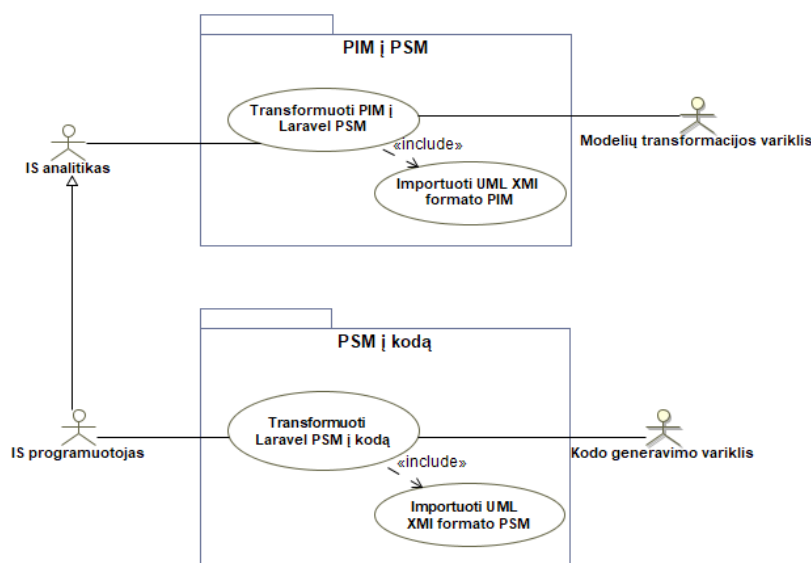 PIM į PSM
Transformuoti PIM į
Laravel PSM
«include»
Modelių transformacijos variklis
IS analitikas
Importuoti UML XMI
formato PIM
PSM į kodą
Transformuoti
Laravel PSM į kodą
IS programuotojas
Kodo generavimo variklis
«include»
Importuoti UML
XMI formato PSM